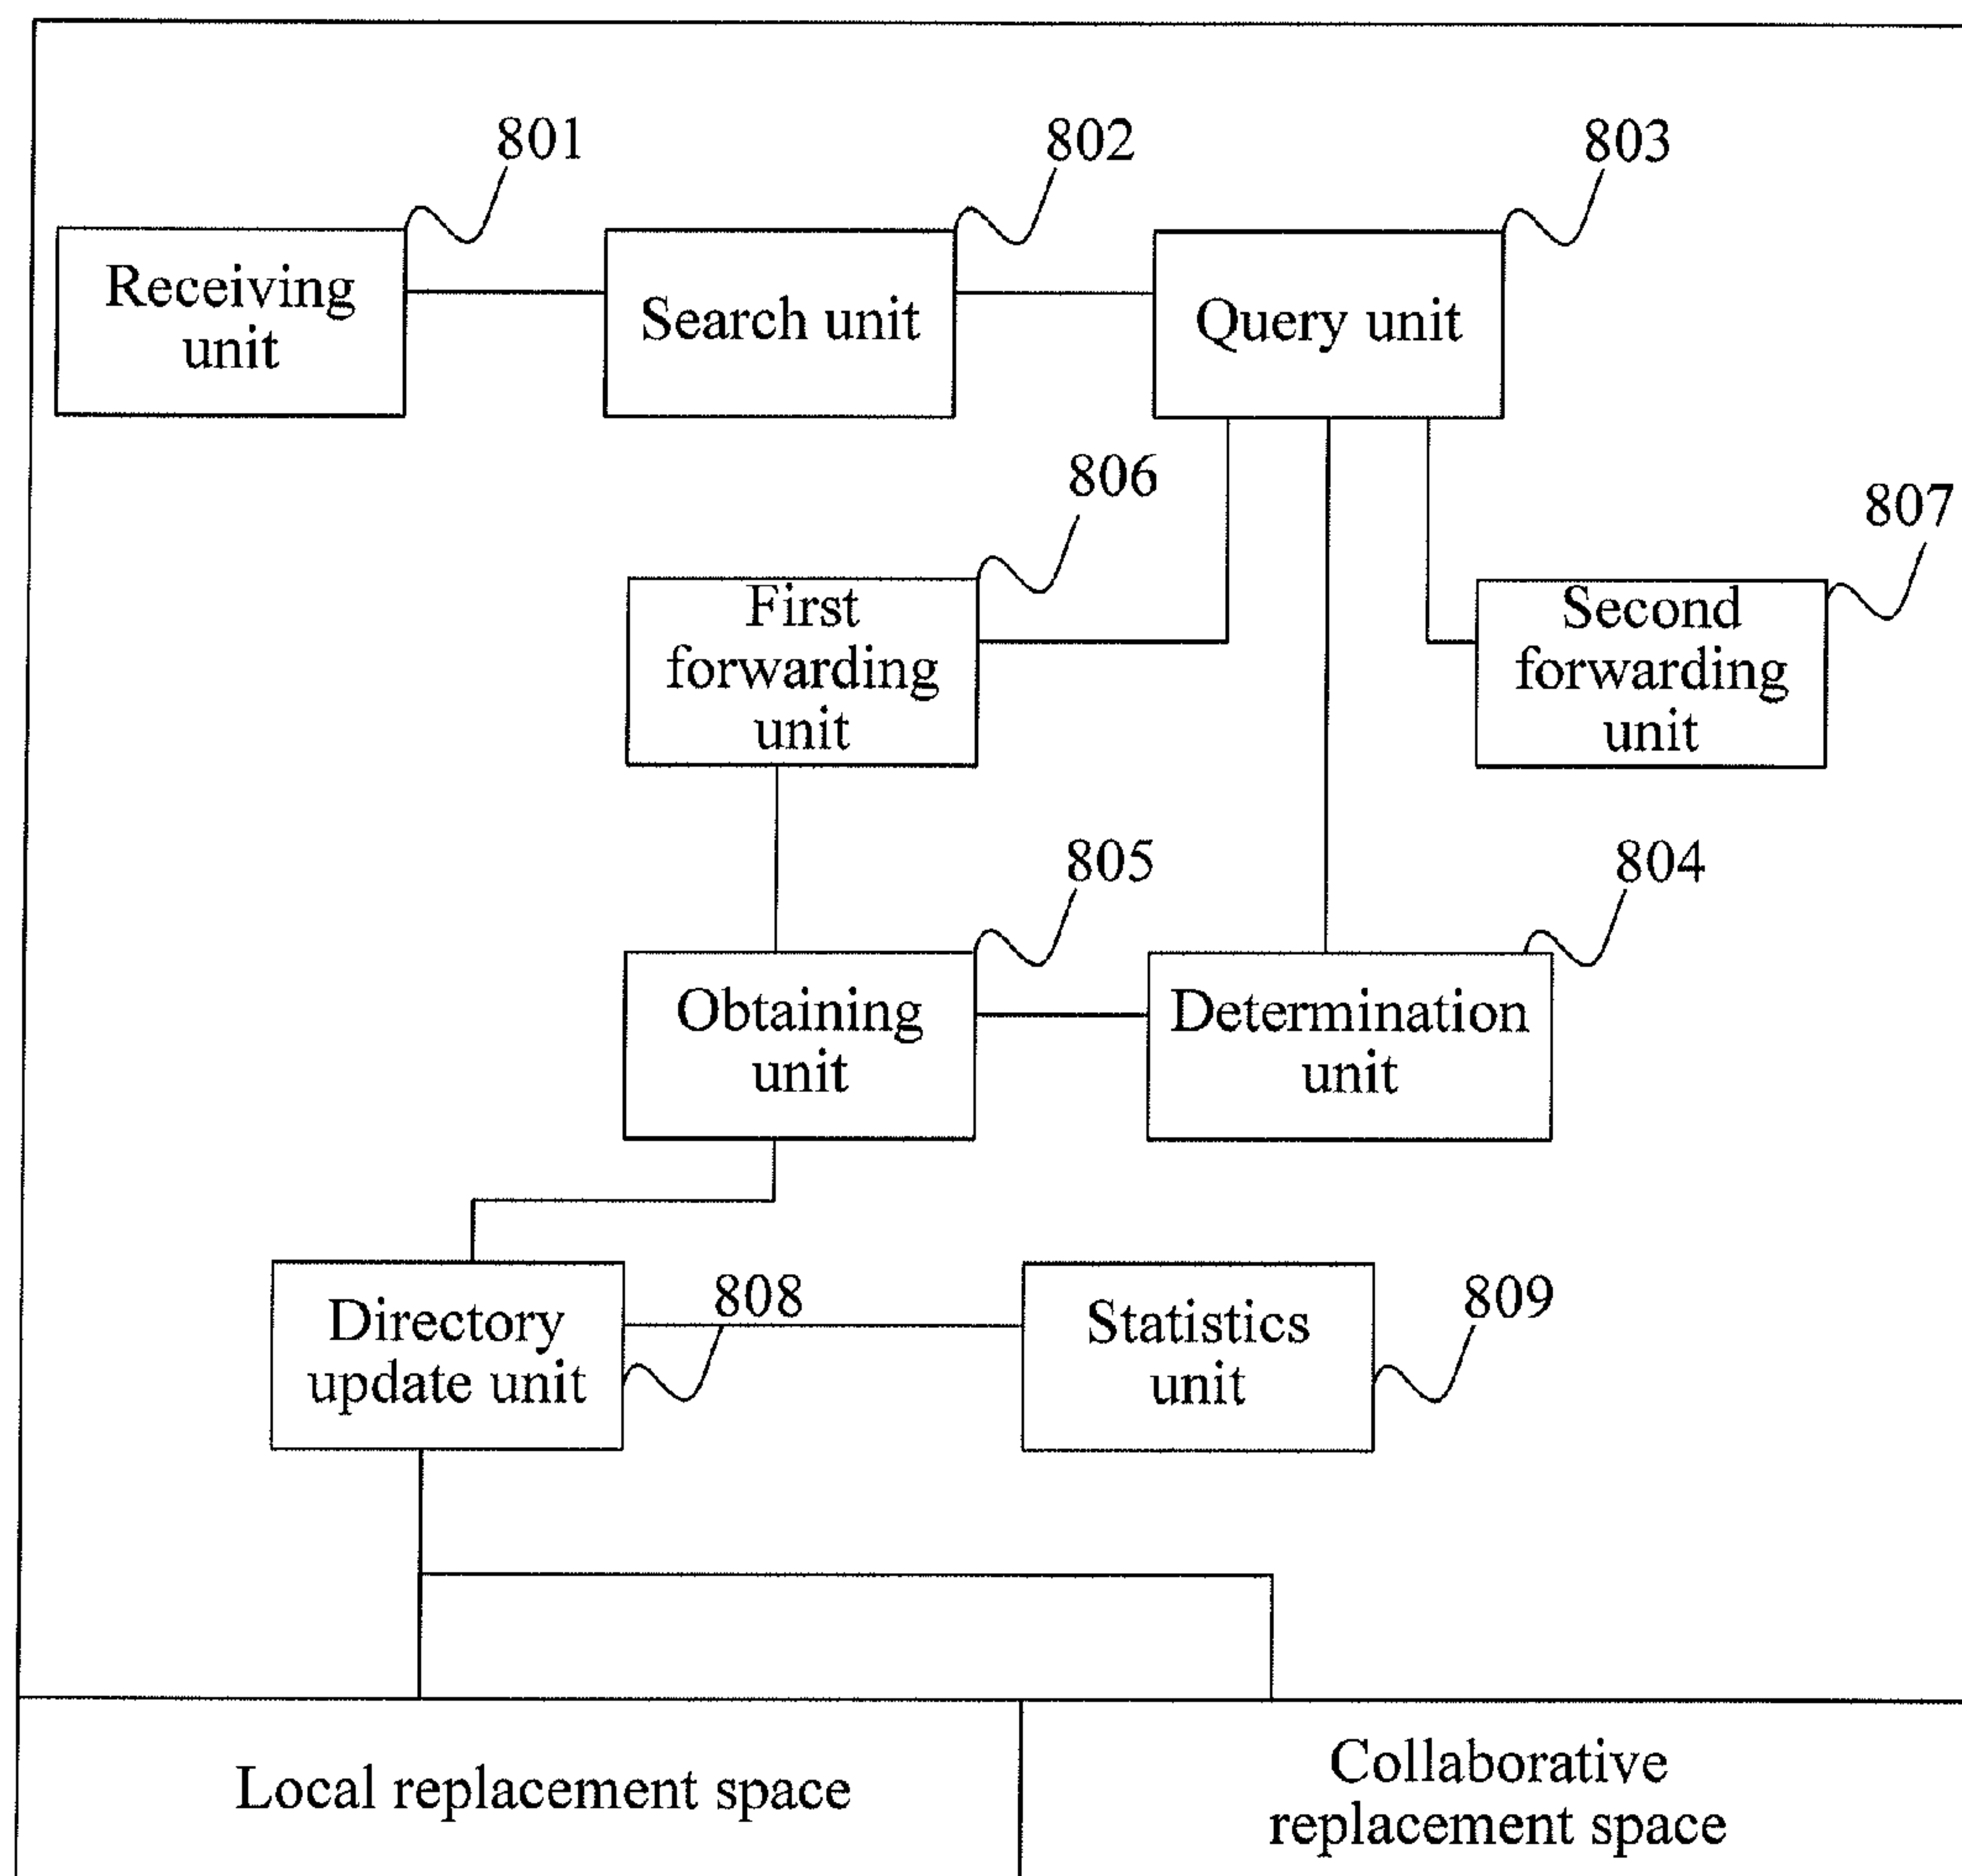 801
802
803
Receiving
unit
Search unit
Query unit
806
807
First
forwarding
unit
Second
forwarding
unit
805
804
Obtaining
unit
Determination
unit
808
809
Directory
update unit
Statistics
unit
Local replacement space
Collaborative
replacement space